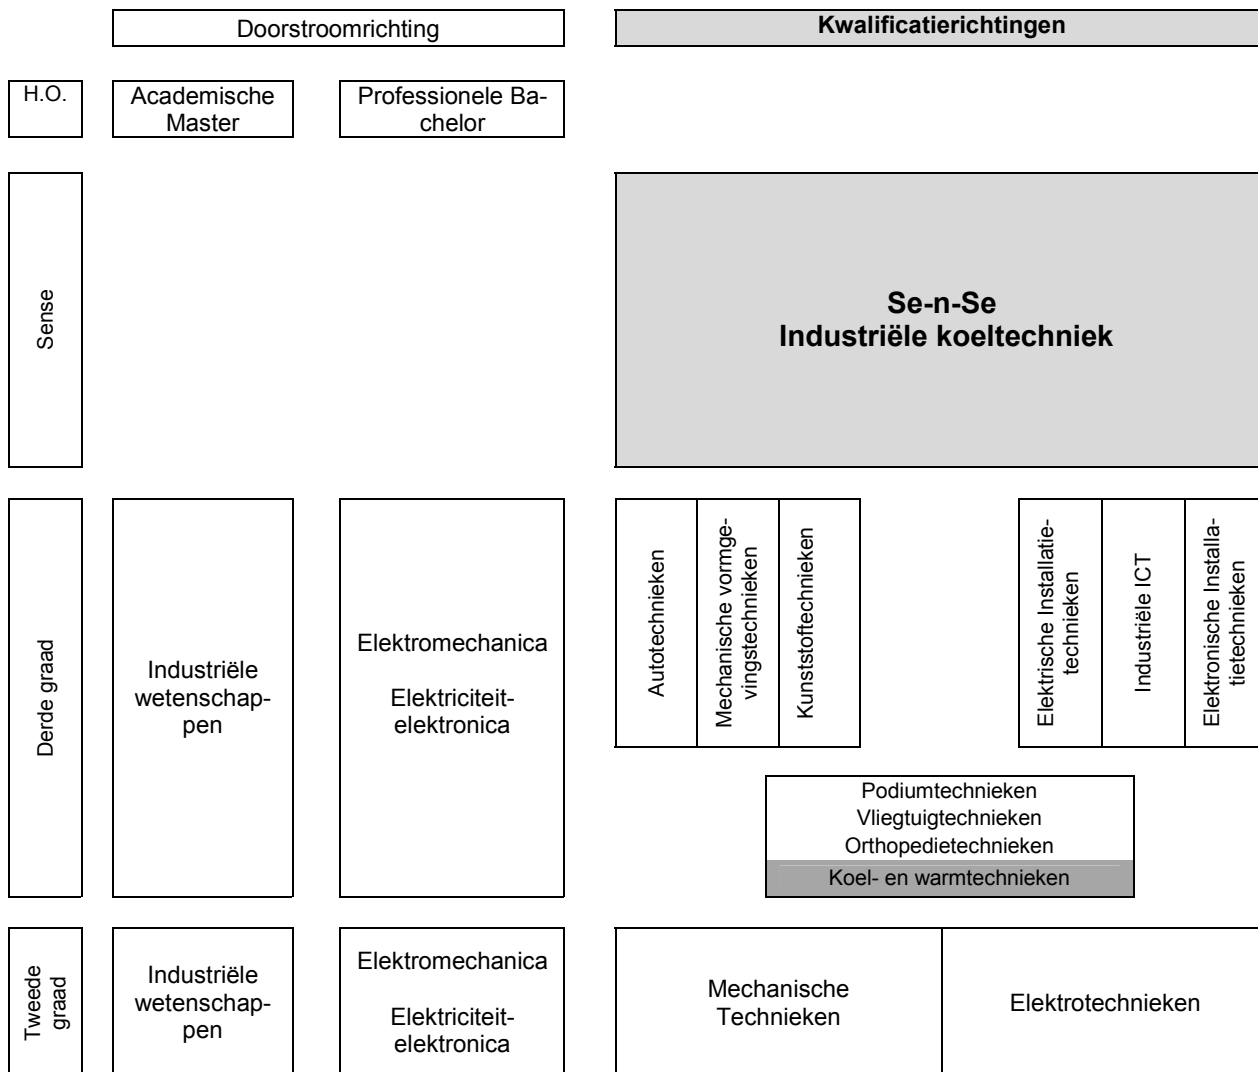 Doorstroomrichting
Kwalificatierichtingen
H.O.
Academische
Master
Professionele Ba-
chelor
Sense
Se-n-Se
Industriële koeltechniek
Derde graad
Industriële
wetenschap-
pen
Elektromechanica
Elektriciteit-
elektronica
Autotechnieken
Mechanische vormge-
vingstechnieken
Kunststoftechnieken
Elektrische Installatie-
technieken
Industriële ICT
Elektronische Installa-
tietechnieken
Podiumtechnieken
Vliegtuigtechnieken
Orthopedietechnieken
Koel- en warmtechnieken
Tweede
graad
Industriële
wetenschap-
pen
Elektromechanica
Elektriciteit-
elektronica
Mechanische
Technieken
Elektrotechnieken